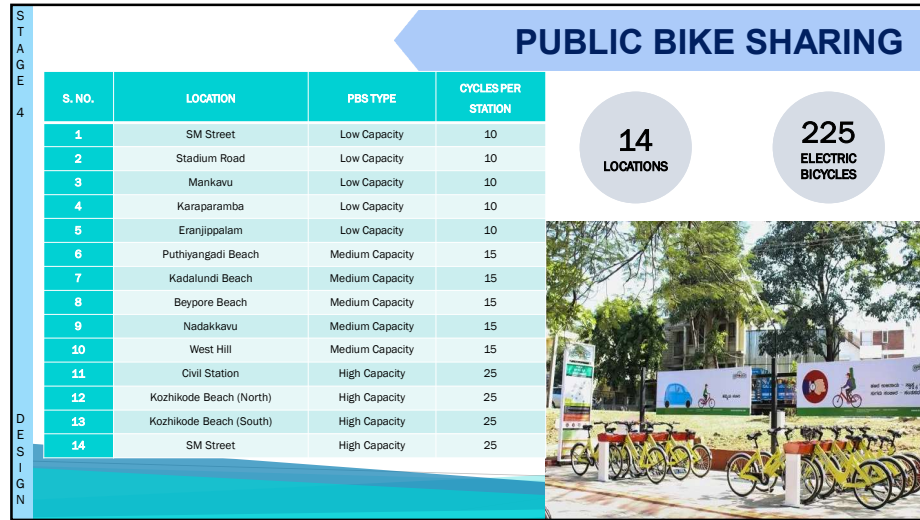 STAGE 4
DESIGN
PUBLIC BIKE SHARING
S. NO. LOCATION PBS TYPE CYCLES PER STATION
1 SM Street Low Capacity 10
2 Stadium Road Low Capacity 10
3 Mankavu Low Capacity 10
4 Karaparamba Low Capacity 10
5 Eranjippalam Low Capacity 10
6 Puthiyangadi Beach Medium Capacity 15
7 Kadalundi Beach Medium Capacity 15
8 Beypore Beach Medium Capacity 15
9 Nadakkavu Medium Capacity 15
10 West Hill Medium Capacity 15
11 Civil Station High Capacity 25
12 Kozhikode Beach (North) High Capacity 25
13 Kozhikode Beach (South) High Capacity 25
14 SM Street High Capacity 25
14
LOCATIONS
225
ELECTRIC
BICYCLES